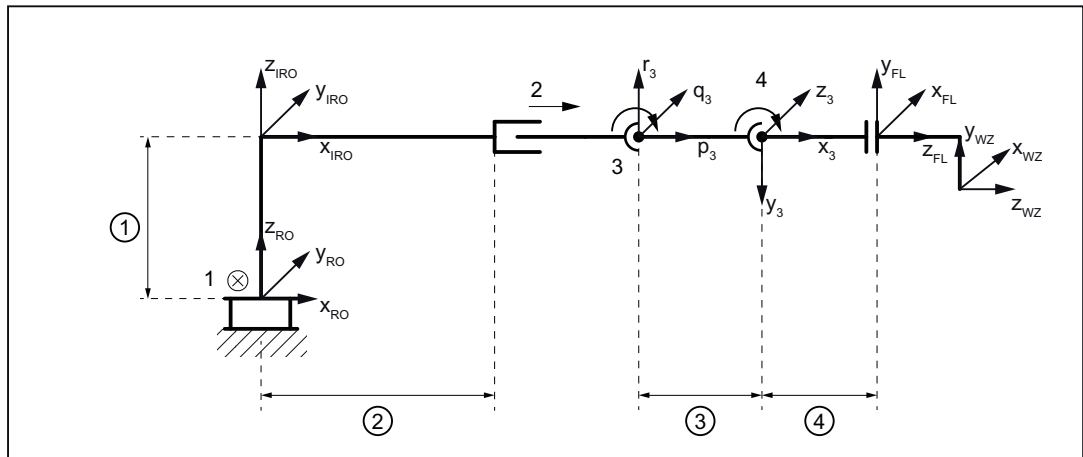 z_IRO
y_IRO
x_IRO
2
r_3
q_3
p_3
3
4
z_3
x_3
y_3
y_FL
x_FL
z_FL
y_WZ
x_WZ
z_WZ
①
z_RO
y_RO
x_RO
1
②
③
④